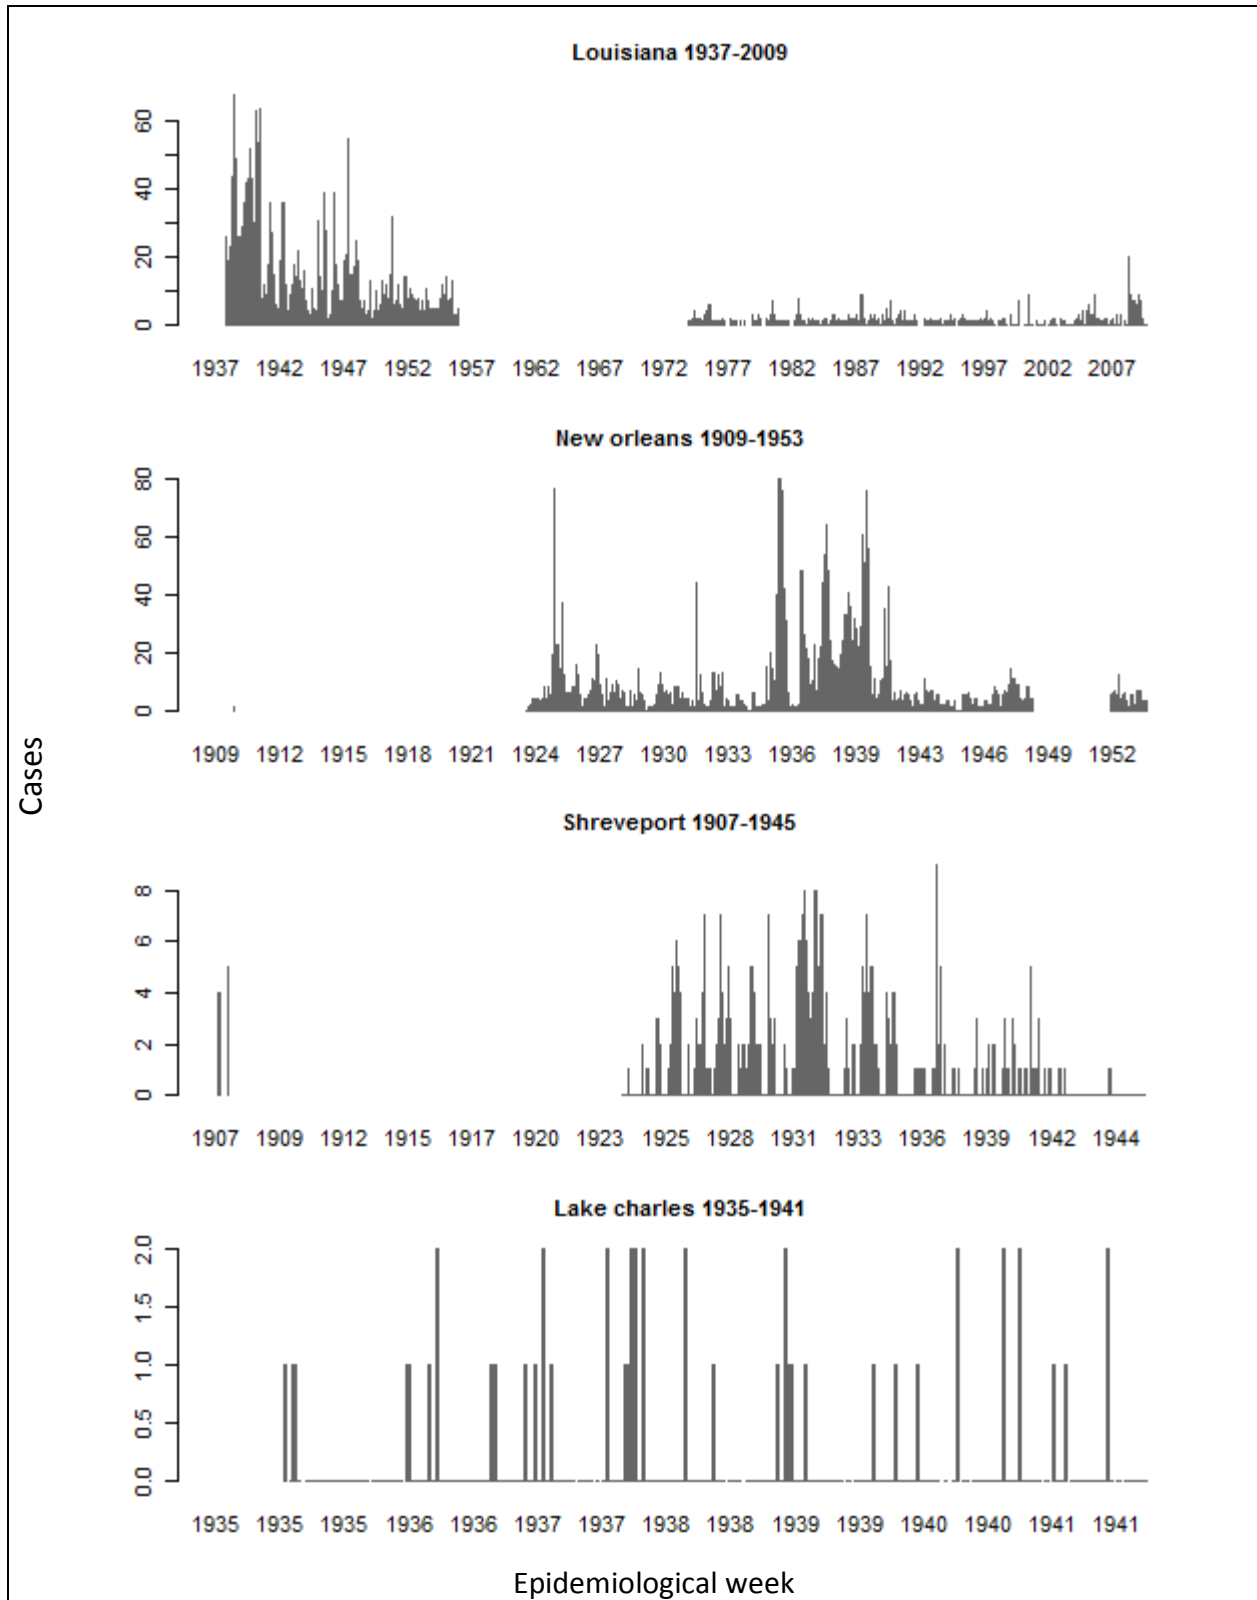 Louisiana 1937-2009
60
40
20
0
1937 1942 1947 1952 1957 1962 1967 1972 1977 1982 1987 1992 1997 2002 2007
New orleans 1909-1953
80
60
40
20
0
1909 1912 1915 1918 1921 1924 1927 1930 1933 1936 1939 1943 1946 1949 1952
Cases
Shreveport 1907-1945
8
6
4
2
0
1907 1909 1912 1915 1917 1920 1923 1925 1928 1931 1933 1936 1939 1942 1944
Lake charles 1935-1941
2.0
1.5
1.0
0.5
0.0
1935 1935 1935 1936 1936 1937 1937 1938 1938 1939 1939 1940 1940 1941 1941
Epidemiological week